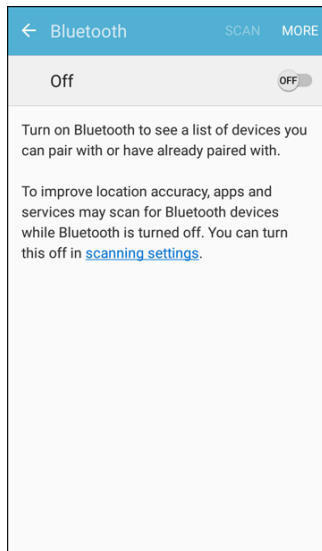 Bluetooth SCAN MORE
Off OFF
Turn on Bluetooth to see a list of devices you
can pair with or have already paired with.
To improve location accuracy, apps and
services may scan for Bluetooth devices
while Bluetooth is turned off. You can turn
this off in scanning settings.